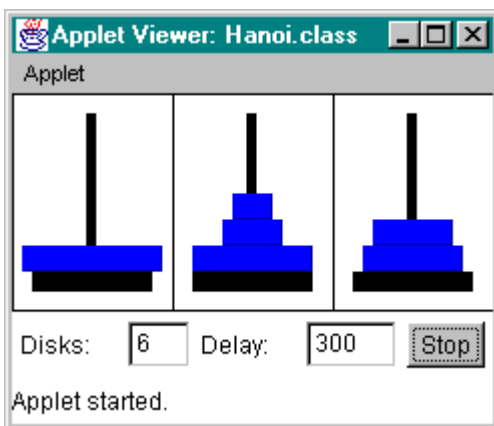 Applet Viewer: Hanoi.class
Applet
Disks: 6 Delay: 300 Stop
Applet started.